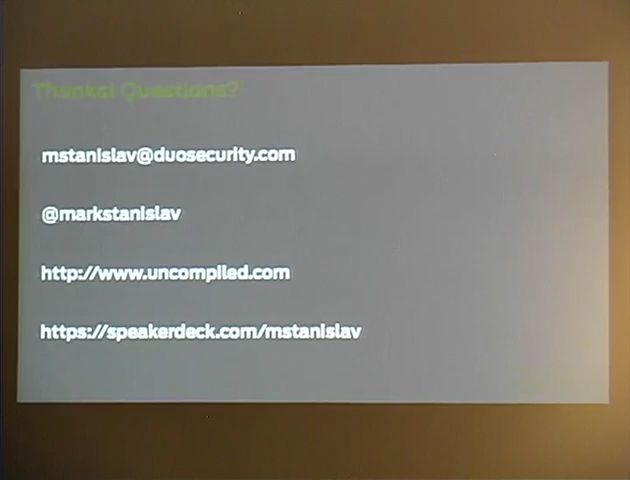 Thanks! Questions?
mstanislav@duosecurity.com
@markstanislav
http://www.uncompiled.com
https://speakerdeck.com/mstanislav